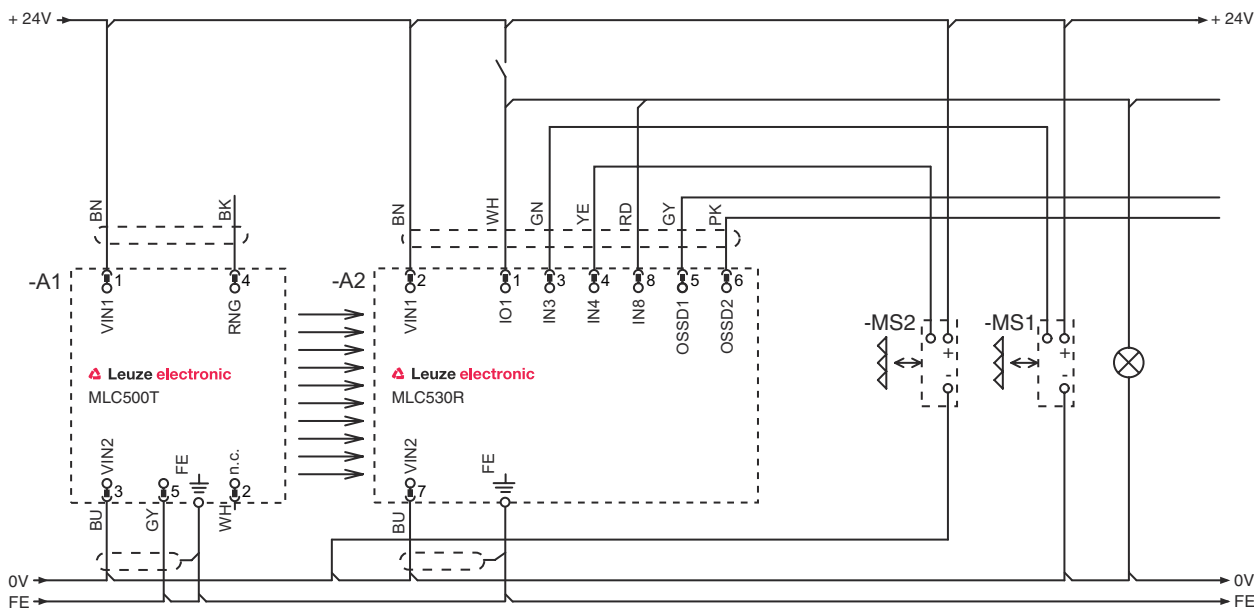 + 24V
+ 24V
BN
BK
BN
WH
GN
YE
RD
GY
PK
-A1
1
4
-A2
2
1
3
4
8
5
6
VIN1
RNG
VIN1
IO1
IN3
IN4
IN8
OSSD1
OSSD2
-MS2
-MS1
+
-
+
-
Leuze electronic
MLC500T
Leuze electronic
MLC530R
VIN2
FE
n.c.
VIN2
FE
3
5
2
7
BU
GY
WH
BU
0V
0V
FE
FE